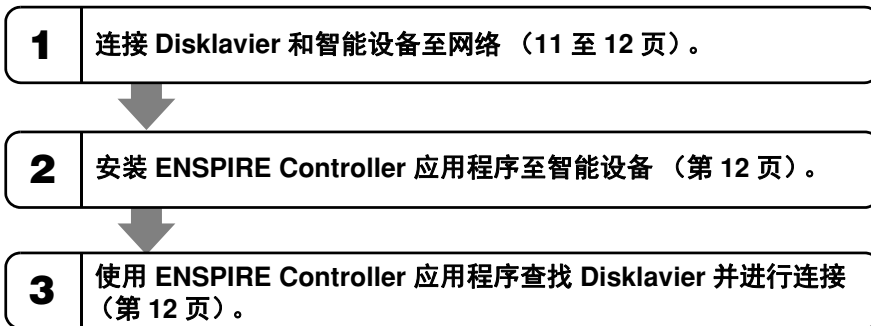 1 连接 Disklavier 和智能设备至网络 （11 至 12 页）。
2 安装 ENSPIRE Controller 应用程序至智能设备 （第 12 页）。
3 使用 ENSPIRE Controller 应用程序查找 Disklavier 并进行连接
（第 12 页）。